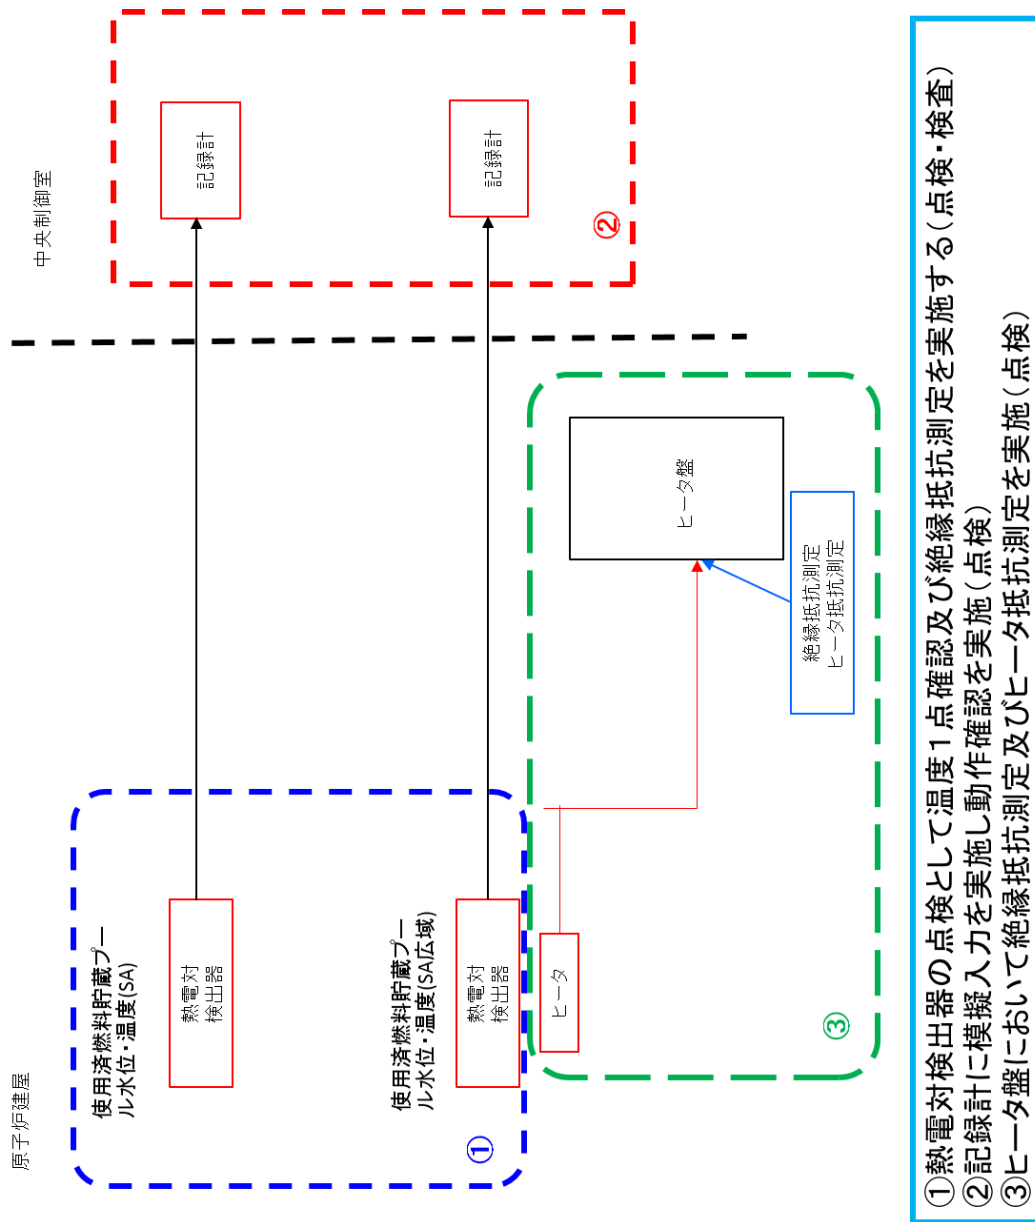 原子炉建屋
中央制御室
使用済燃料貯蔵プー
ル水位・温度(SA)
熱電対
検出器
記録計
使用済燃料貯蔵プー
ル水位・温度(SA広域)
熱電対
検出器
記録計
①
②
ヒータ
ヒータ盤
絶縁抵抗測定
ヒータ抵抗測定
③
①熱電対検出器の点検として温度1点確認及び絶縁抵抗測定を実施する(点検・検査)
②記録計に模擬入力を実施し動作確認を実施(点検)
③ヒータ盤において絶縁抵抗測定及びヒータ抵抗測定を実施(点検)